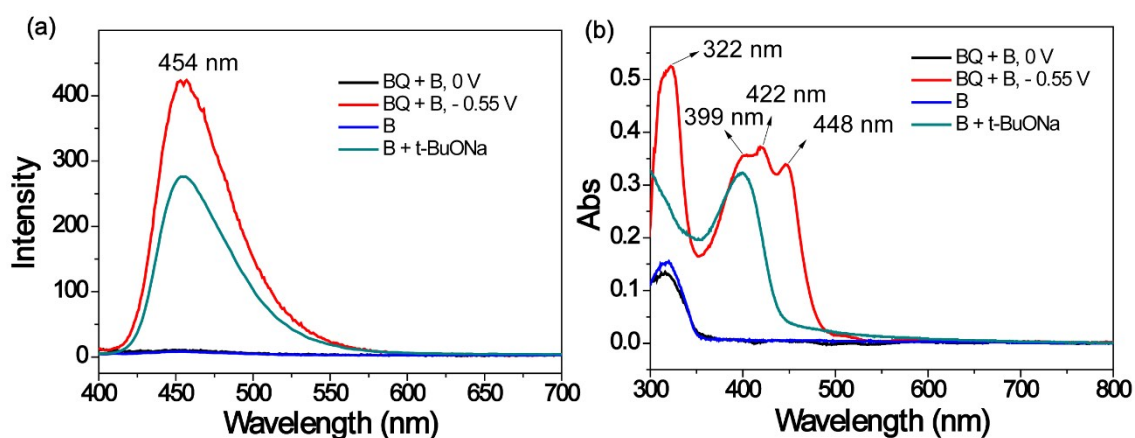 (a)
454 nm
BQ + B, 0 V
BQ + B, - 0.55 V
B
B + t-BuONa
Intensity
400
300
200
100
0
400 450 500 550 600 650 700
Wavelength (nm)
(b)
322 nm
422 nm
399 nm
448 nm
BQ + B, 0 V
BQ + B, - 0.55 V
B
B + t-BuONa
Abs
0.5
0.4
0.3
0.2
0.1
0.0
300 400 500 600 700 800
Wavelength (nm)